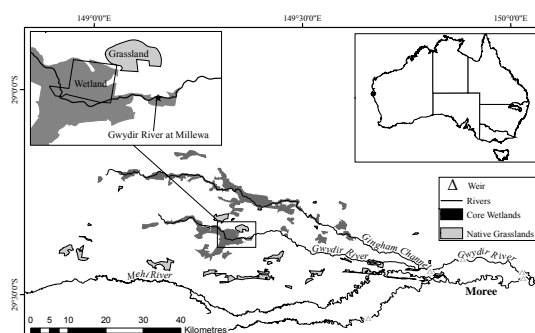 149°0'0"E
149°30'0"E
150°0'0"E
29°0'0"S
29°30'0"S
Grassland
Wetland
Gwydir River at Millewa
Weir
Rivers
Core Wetlands
Native Grasslands
Gingham Channel
Gwydir River
Gwydir River
Mehi River
Moree
0 5 10 20 30 40
Kilometres